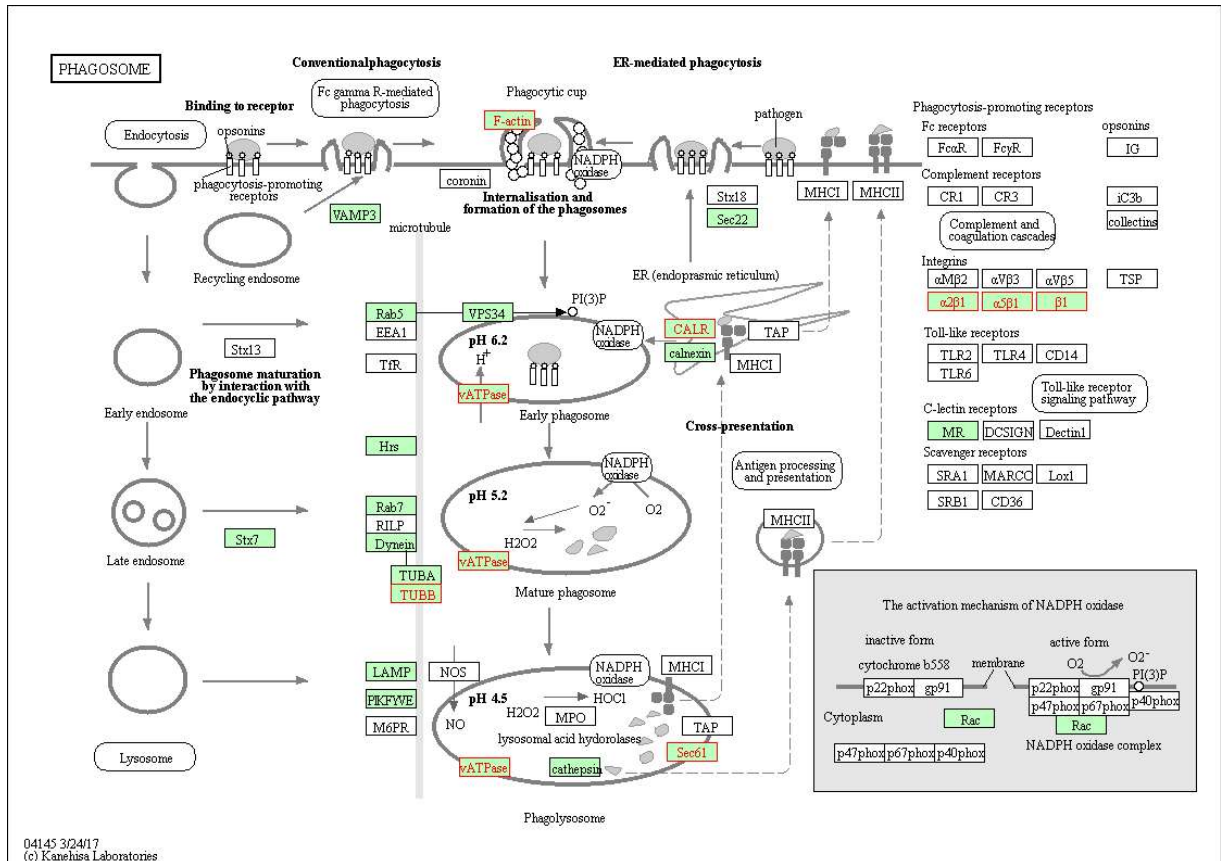 PHAGOSOME
Conventionalphagocytosis
ER-mediated phagocytosis
Fc gamma R-mediated
phagocytosis
Phagocytic cup
Binding to receptor
F-actin
pathogen
Phagocytosis-promoting receptors
Endocytosis
opsonins
Fc receptors
opsonins
FcαR
FcγR
IG
NADPH
oxidase
phagocytosis-promoting
receptors
coronin
Stx18
MHCI
MHCII
Complement receptors
CR1
CR3
iC3b
Internalisation and
formation of the phagosomes
VAMP3
Sec22
collectins
Complement and
coagulation cascades
microtubule
Recycling endosome
ER (endoprasmic reticulum)
Integrins
αMβ2
αVβ3
αVβ5
TSP
α2β1
α5β1
β1
PI(3)P
Rab5
VPS34
EEA1
NADPH
oxidase
CALR
TAP
pH 6.2
H+
calnexin
MHCI
Stx13
TfR
Toll-like receptors
TLR2
TLR4
CD14
TLR6
Toll-like receptor
signaling pathway
Phagosome maturation
by interaction with
the endocyclic pathway
vATPase
Early phagosome
Early endosome
Cross-presentation
C-lectin receptors
MR
DCSIGN
Dectin1
Hrs
NADPH
oxidase
Antigen processing
and presentation
Scavenger receptors
SRA1
MARCO
Lox1
SRB1
CD36
pH 5.2
O2-
O2
Rab7
RILP
Dynein
Stx7
H2O2
MHCII
Late endosome
vATPase
TUBA
TUBB
Mature phagosome
The activation mechanism of NADPH oxidase
inactive form
active form
cytochrome b558
membrane
O2
O2-
PI(3)P
p22phox
gp91
p22phox
gp91
p47phox
p67phox
p40phox
Cytoplasm
Rac
Rac
NADPH oxidase complex
p47phox
p67phox
p40phox
LAMP
NOS
NADPH
oxidase
MHCI
PIKFYVE
pH 4.5
HOCl
H2O2
MPO
M6PR
NO
TAP
lysosomal acid hydorolases
Lysosome
vATPase
cathepsin
Sec61
Phagolysosome
04145 3/24/17
(c) Kanehisa Laboratories